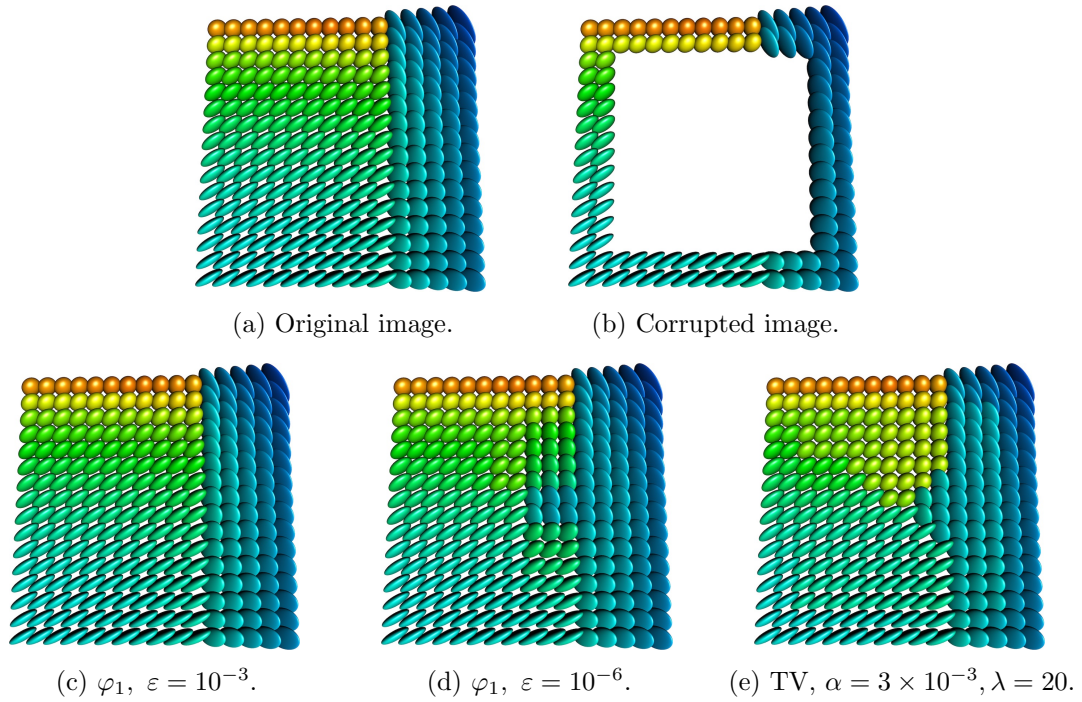 (a) Original image.
(b) Corrupted image.
(c) φ₁, ε = 10⁻³.
(d) φ₁, ε = 10⁻⁶.
(e) TV, α = 3 × 10⁻³, λ = 20.